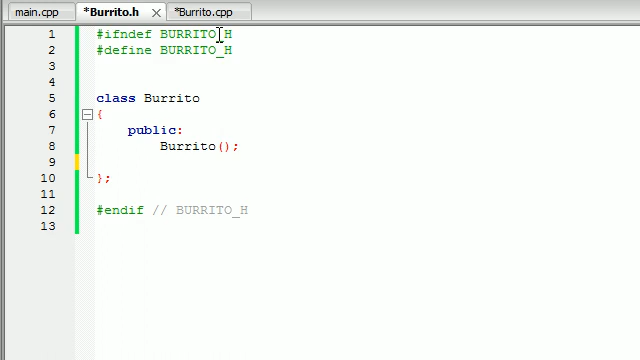 main.cpp *Burrito.h *Burrito.cpp
1 #ifndef BURRITO_H
2 #define BURRITO_H
3
4
5 class Burrito
6 {
7 public:
8 Burrito();
9
10 };
11
12 #endif // BURRITO_H
13